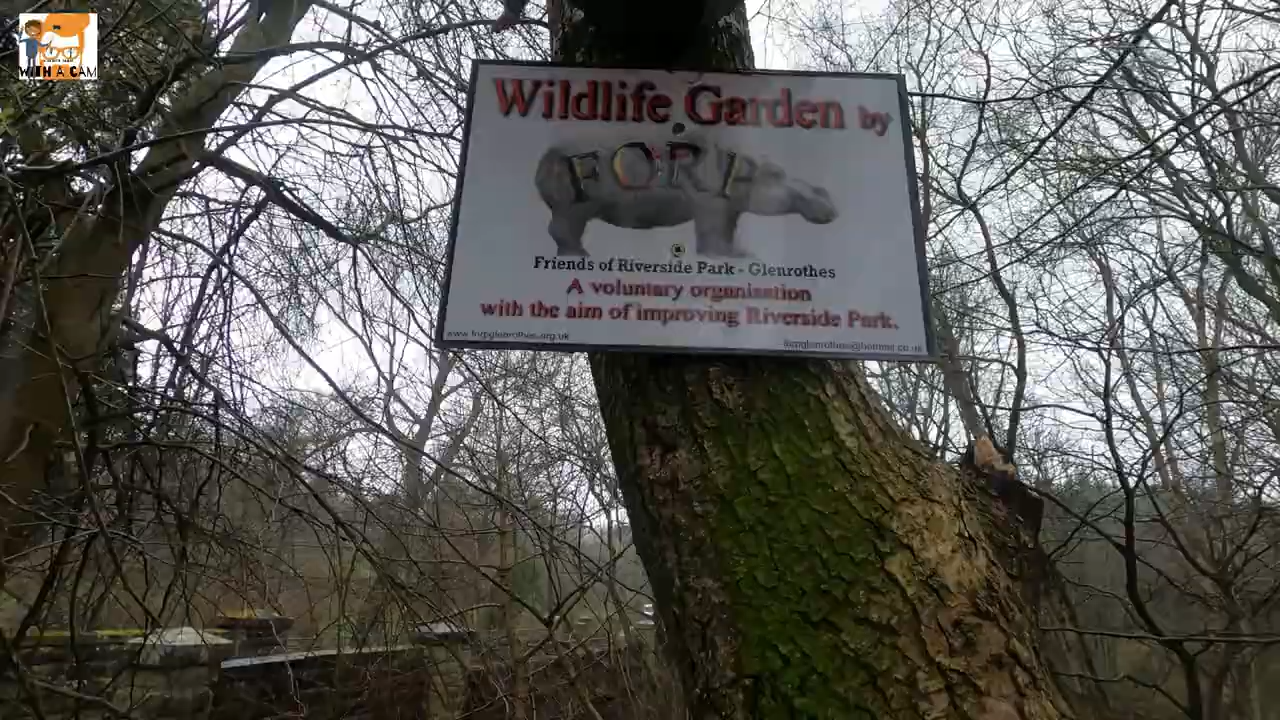 WITH A CAM
Wildlife Garden by
FORP
Friends of Riverside Park - Glenrothes
A voluntary organisation
with the aim of improving Riverside Park.